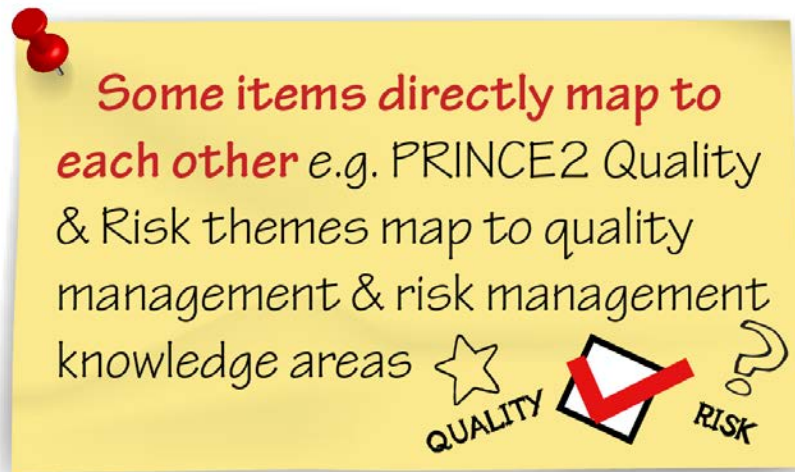 Some items directly map to
each other e.g. PRINCE2 Quality
& Risk themes map to quality
management & risk management
knowledge areas
QUALITY
RISK